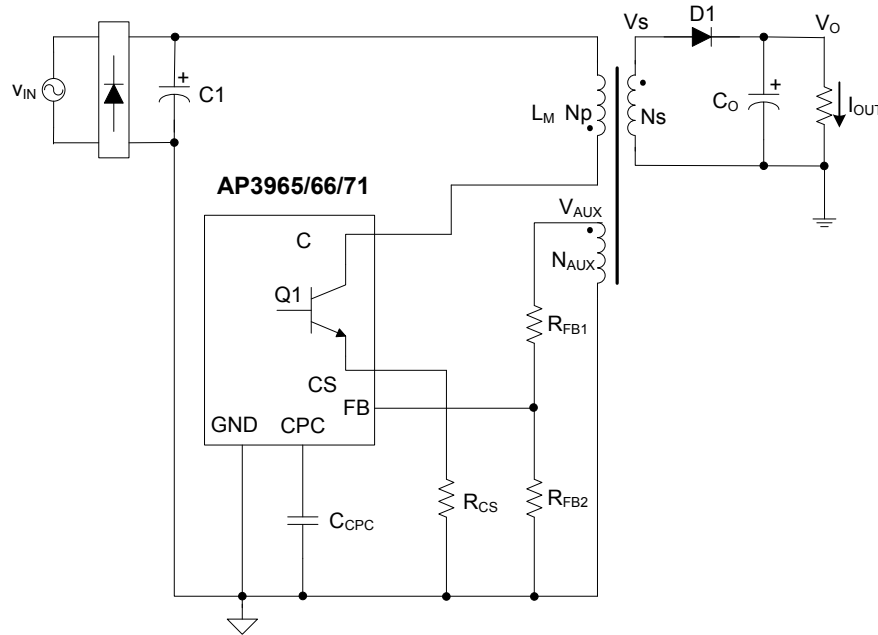 Vs
D1
VO
vIN
C1
LM Np
Ns
CO
IOUT
AP3965/66/71
VAUX
C
NAUX
Q1
RFB1
CS
FB
GND
CPC
RCS
RFB2
CCPC
+
+